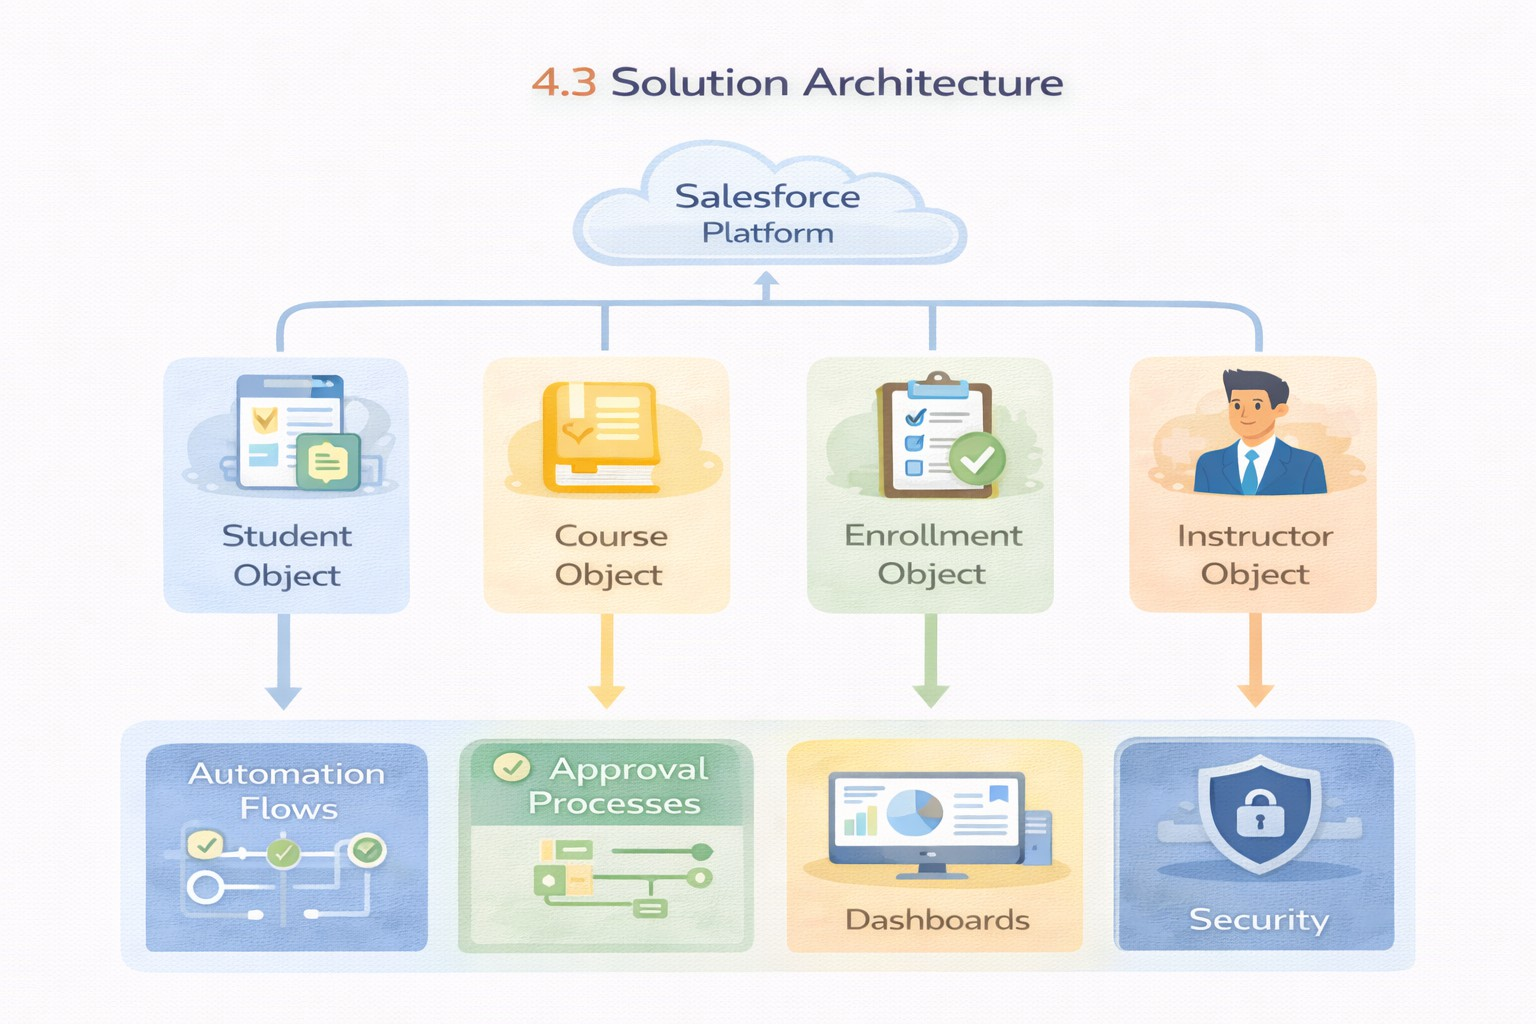 4.3 Solution Architecture
Salesforce
Platform
Student
Object
Course
Object
Enrollment
Object
Instructor
Object
Automation
Flows
Approval
Processes
Dashboards
Security